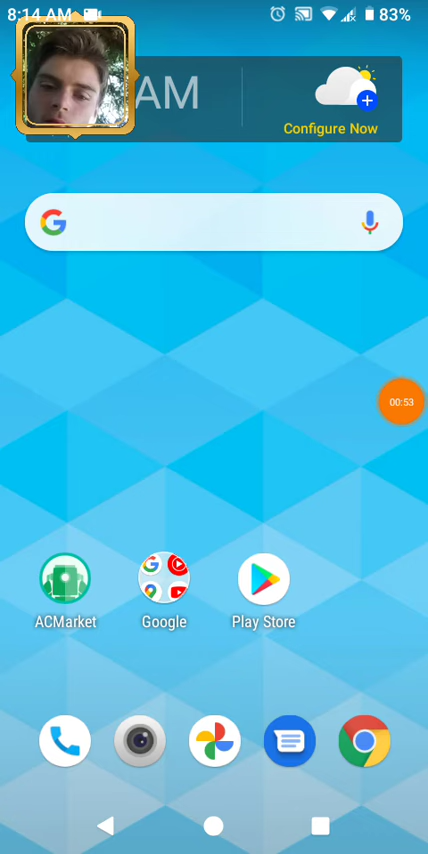 8:14 AM
83%
AM
Configure Now
00:53
ACMarket
Google
Play Store